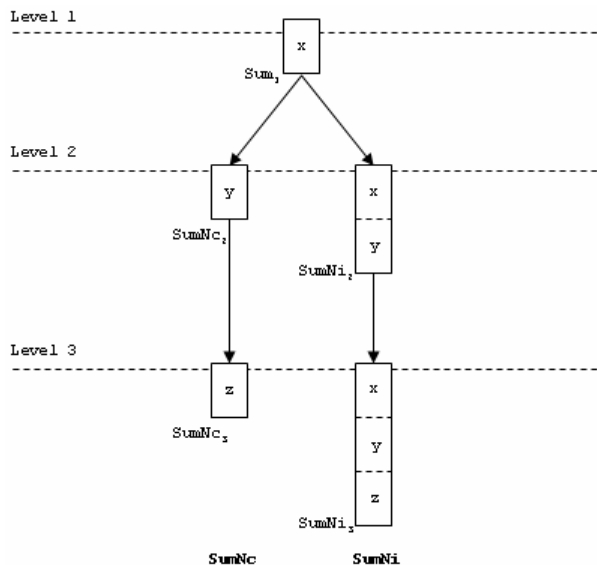 Level 1
x
Sum₁
Level 2
y
x
SumNc₂
y
SumNi₂
Level 3
z
x
SumNc₃
y
z
SumNi₃
SumNc SumNi